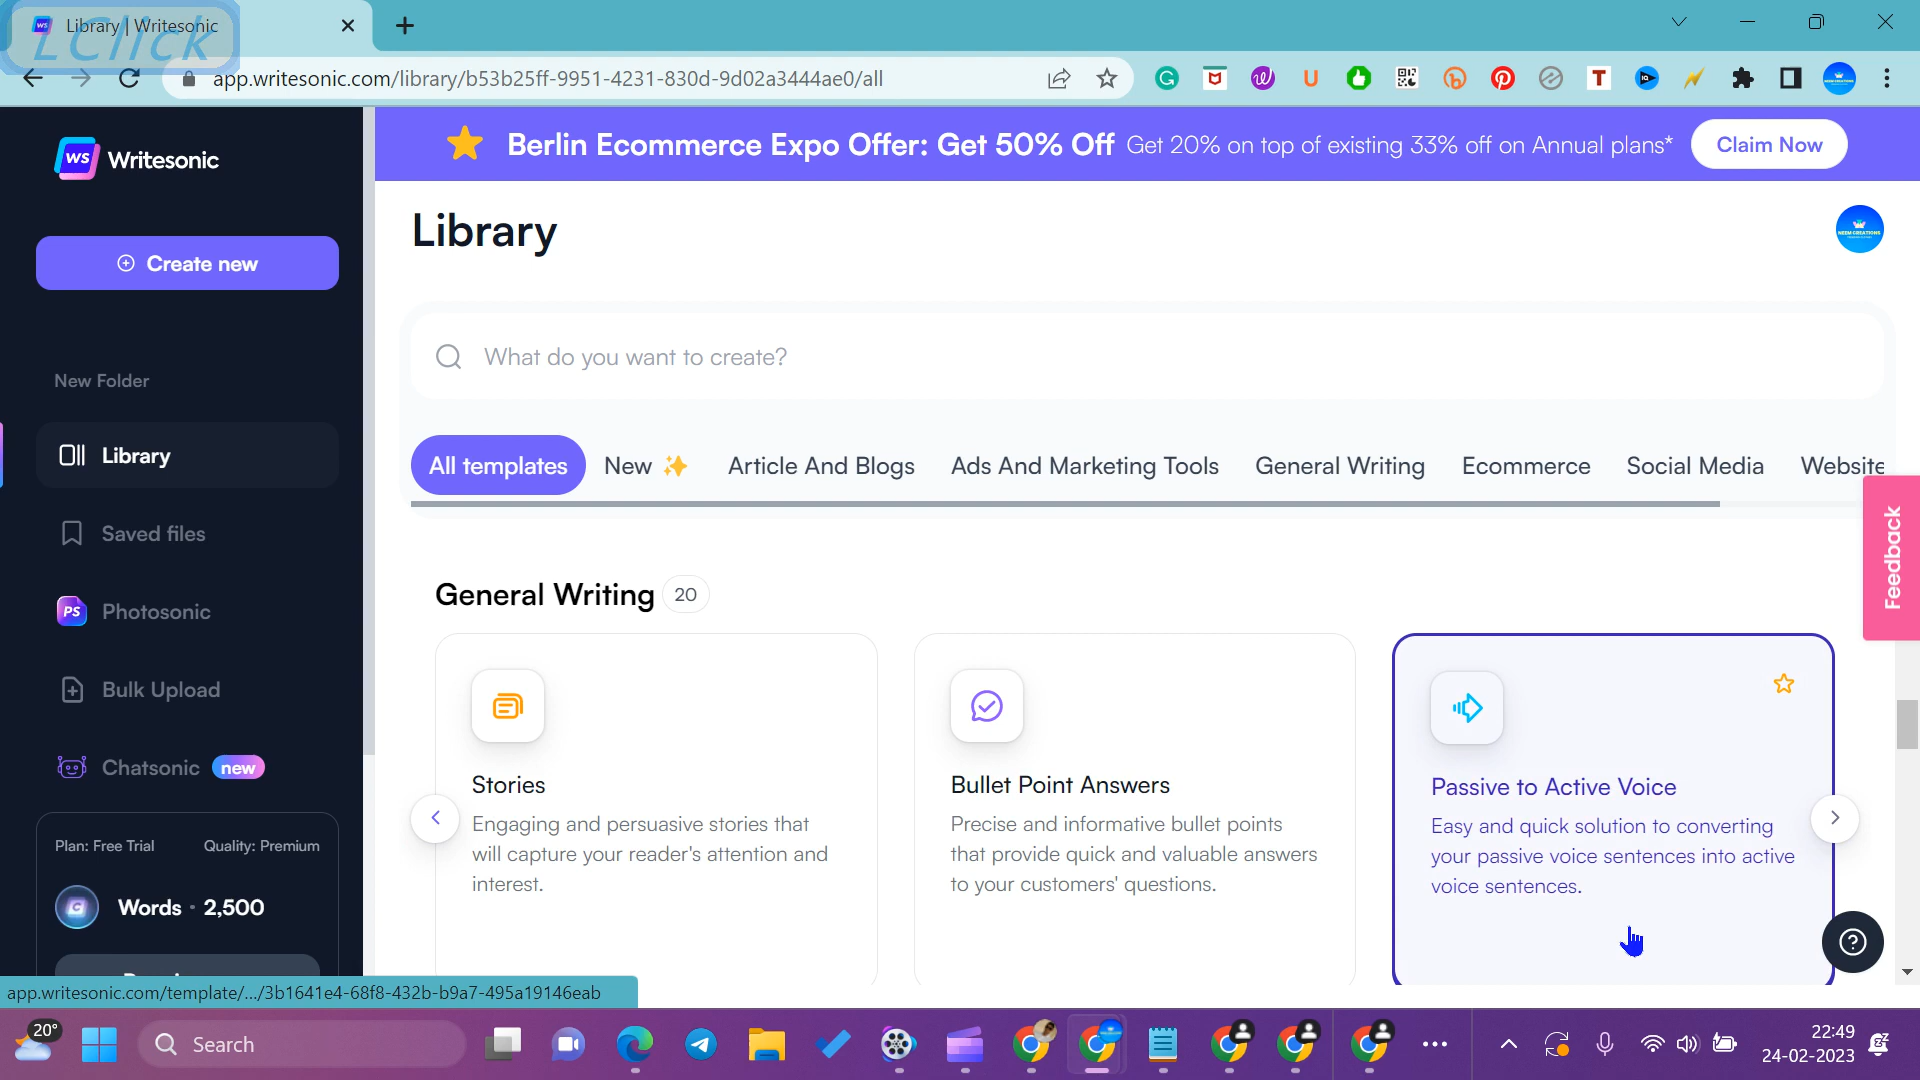 Library | Writesonic
LClick
app.writesonic.com/library/b53b25ff-9951-4231-830d-9d02a3444ae0/all
ws Writesonic
Berlin Ecommerce Expo Offer: Get 50% Off Get 20% on top of existing 33% off on Annual plans* Claim Now
Library
NEEM CREATIONS
Create new
What do you want to create?
New Folder
Library
All templates New Article And Blogs Ads And Marketing Tools General Writing Ecommerce Social Media Website
Feedback
Saved files
General Writing 20
PS Photosonic
Bulk Upload
Chatsonic new
Stories
Engaging and persuasive stories that
will capture your reader's attention and
interest.
Bullet Point Answers
Precise and informative bullet points
that provide quick and valuable answers
to your customers' questions.
Passive to Active Voice
Easy and quick solution to converting
your passive voice sentences into active
voice sentences.
Plan: Free Trial Quality: Premium
Words · 2,500
app.writesonic.com/template/.../3b1641e4-68f8-432b-b9a7-495a19146eab
20°
Search
22:49
24-02-2023